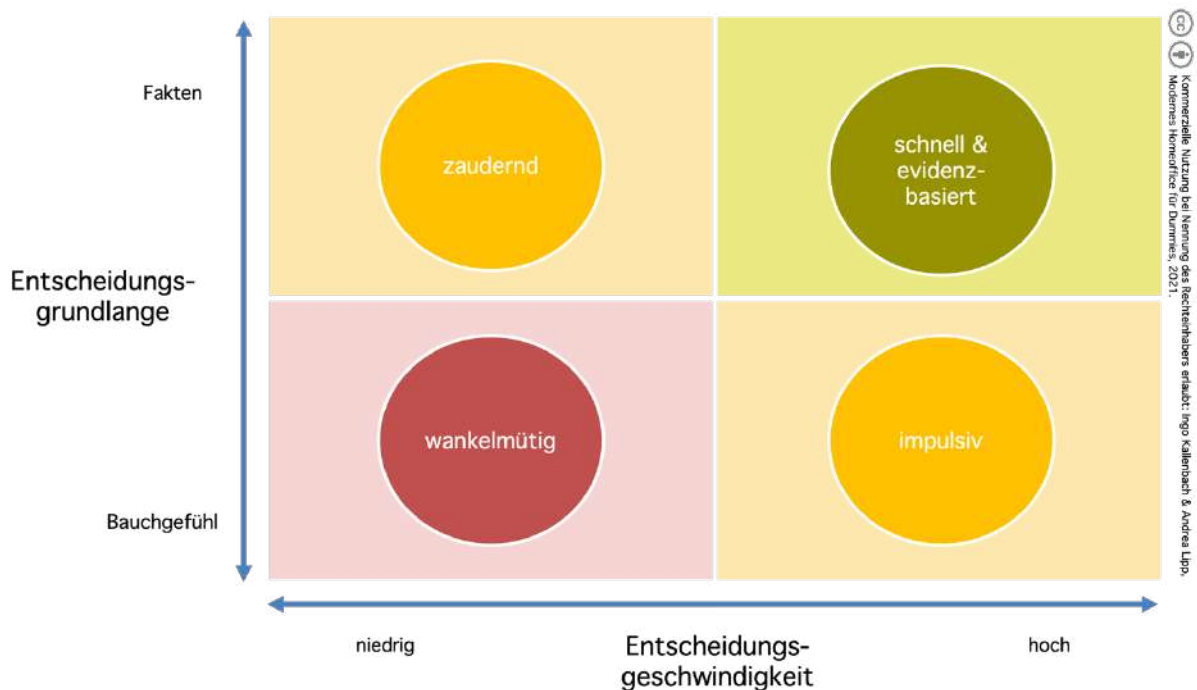 Fakten
zaudernd
schnell &
evidenz-
basiert
Entscheidungs-
grundlange
wankelmütig
impulsiv
Bauchgefühl
niedrig
Entscheidungs-
geschwindigkeit
hoch
Kommerzielle Nutzung bei Nennung des Rechteinhabers erlaubt: Ingo Kallenbach & Andrea Lipp,
Modernes Homeoffice für Dummies, 2021.
cc